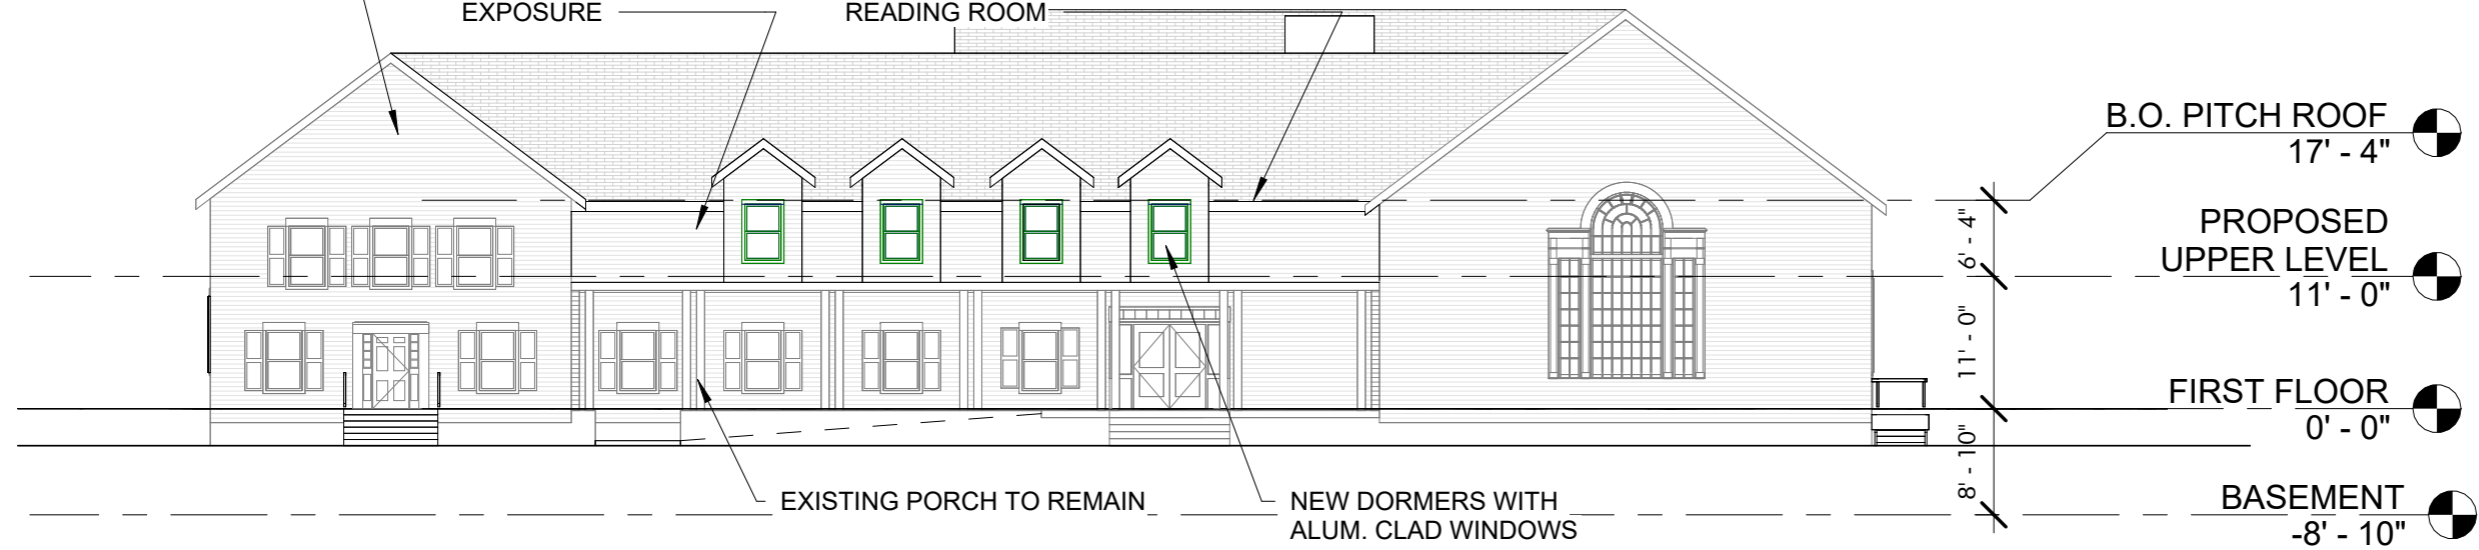 EXPOSURE
READING ROOM
B.O. PITCH ROOF
17' - 4"
6' - 4"
PROPOSED
UPPER LEVEL
11' - 0"
11' - 0"
FIRST FLOOR
0' - 0"
8' - 10"
EXISTING PORCH TO REMAIN
NEW DORMERS WITH
ALUM. CLAD WINDOWS
BASEMENT
-8' - 10"